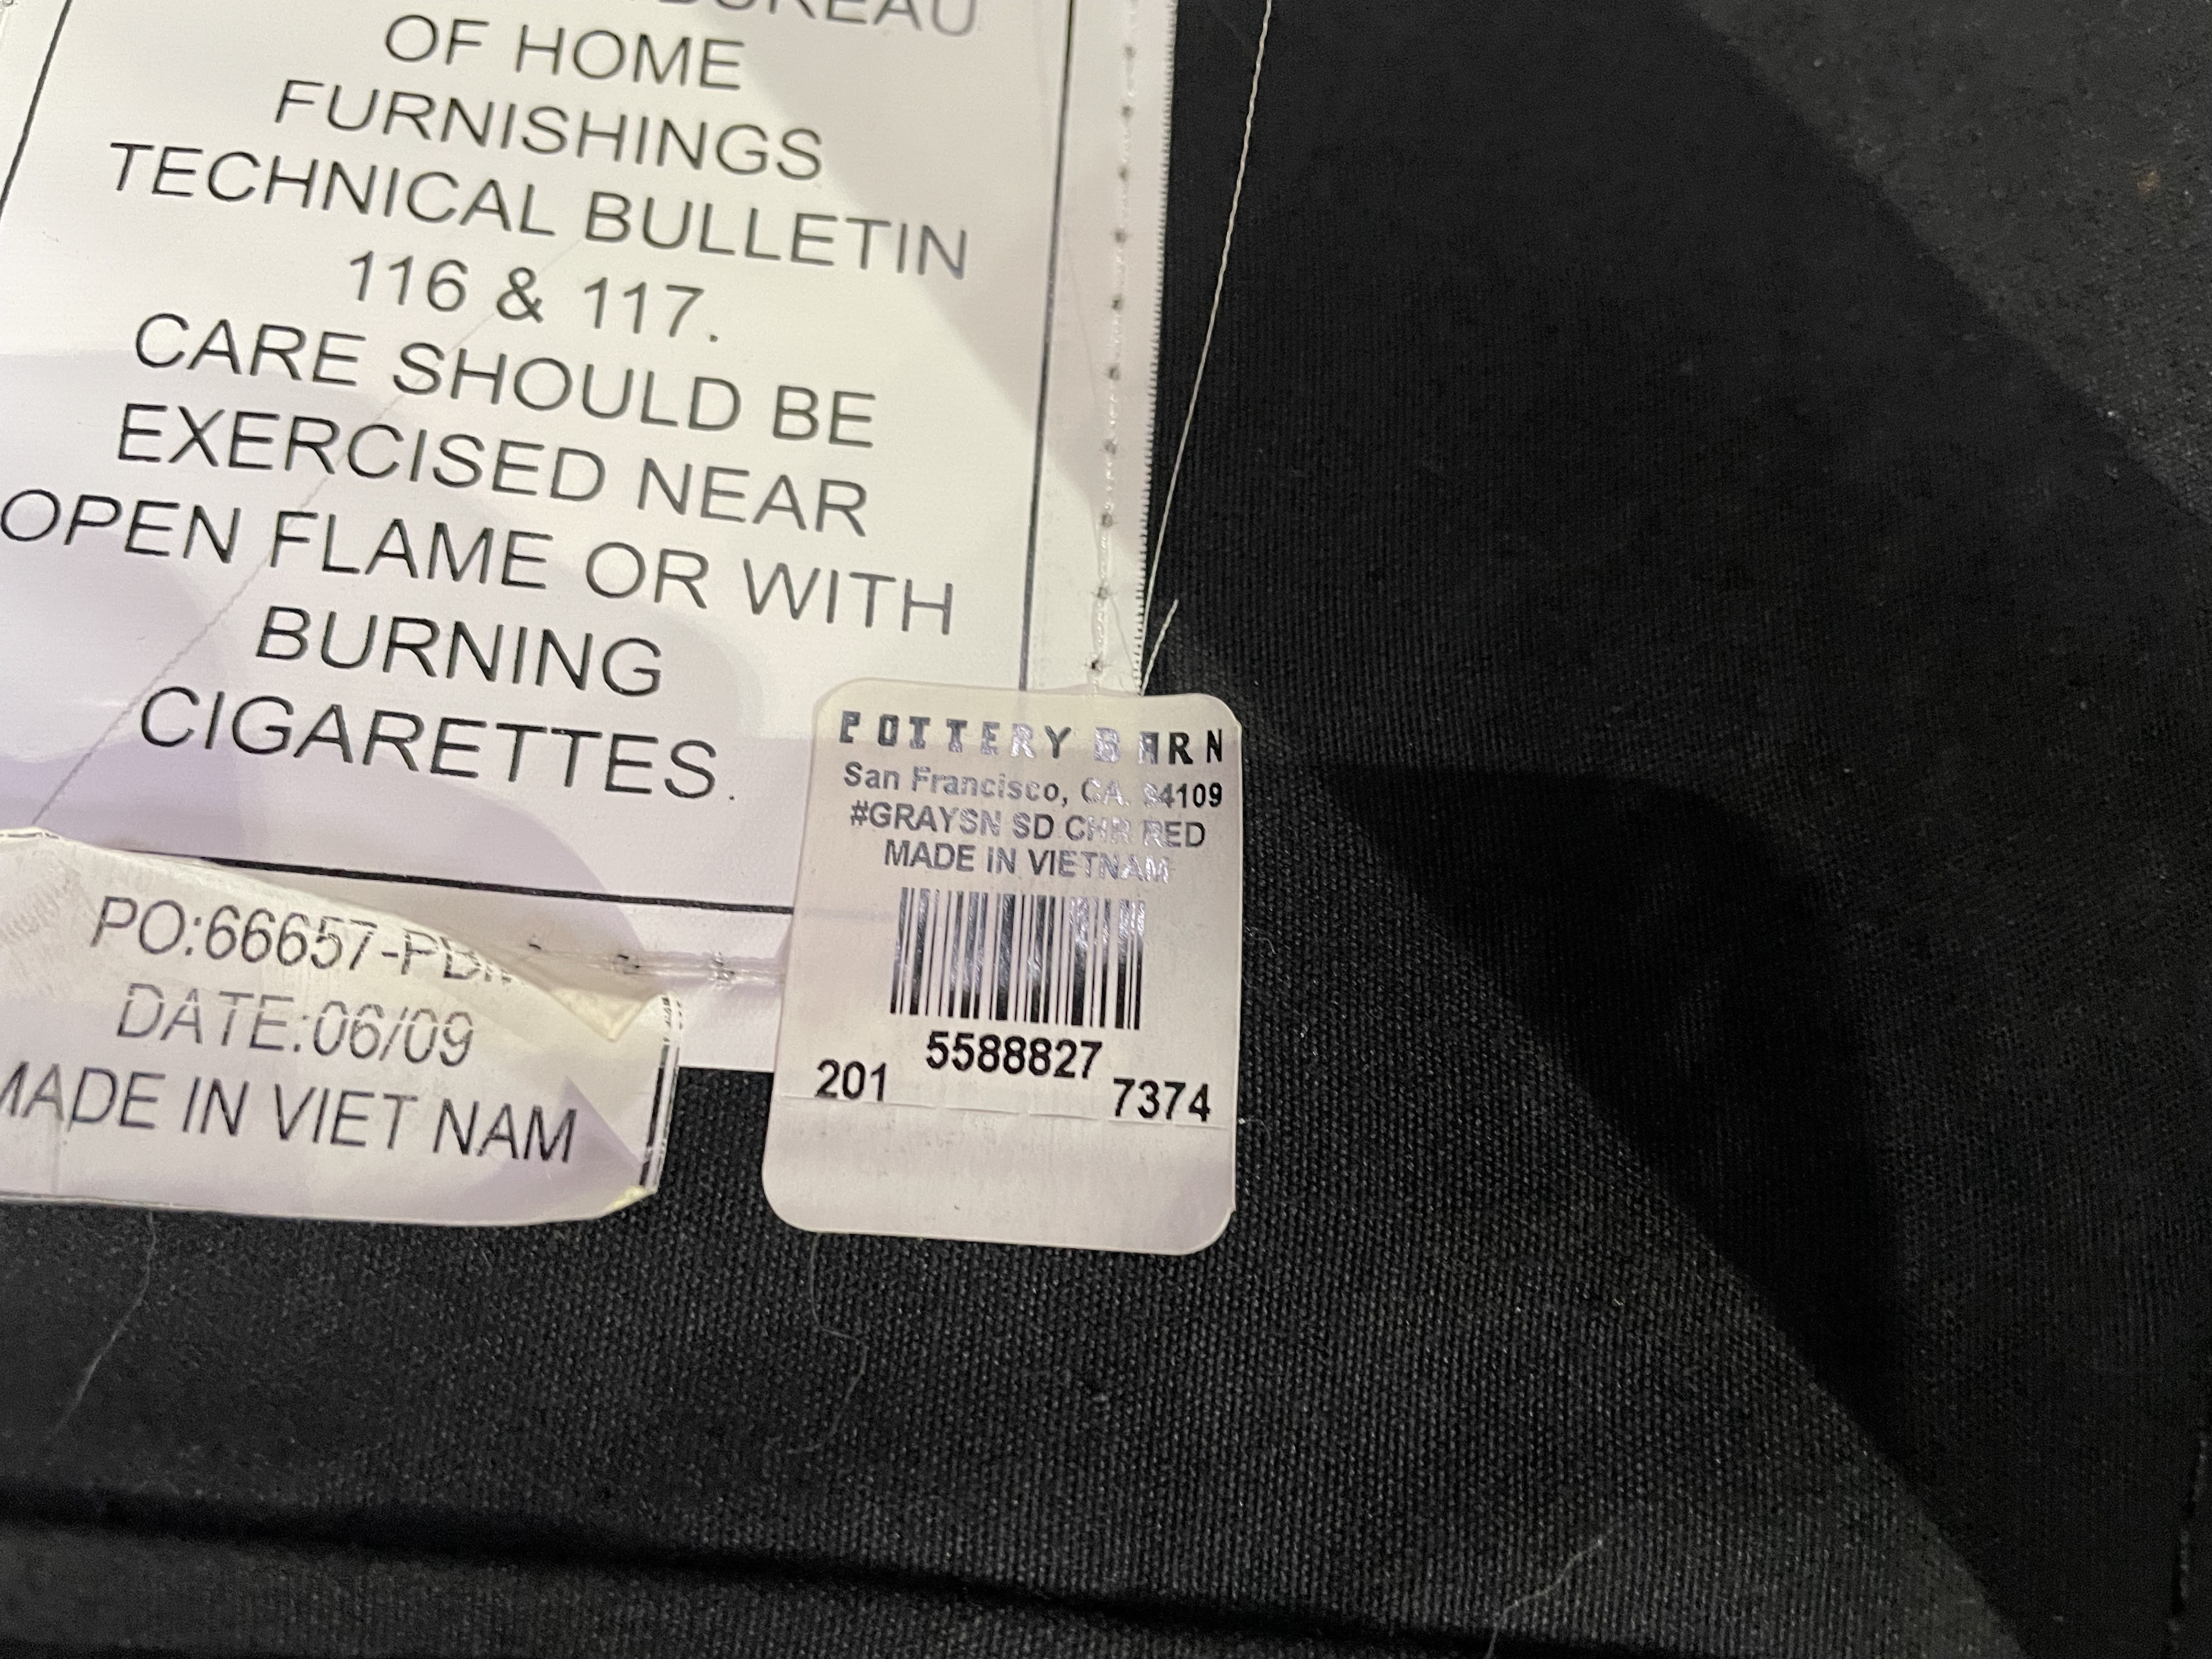 BUREAU
OF HOME
FURNISHINGS
TECHNICAL BULLETIN
116 & 117.
CARE SHOULD BE
EXERCISED NEAR
OPEN FLAME OR WITH
BURNING
CIGARETTES.
PO:66657-PBM
DATE:06/09
MADE IN VIET NAM
POTTERY BARN
San Francisco, CA. 94109
#GRAYSN SD CHR RED
MADE IN VIETNAM
5588827
201 7374